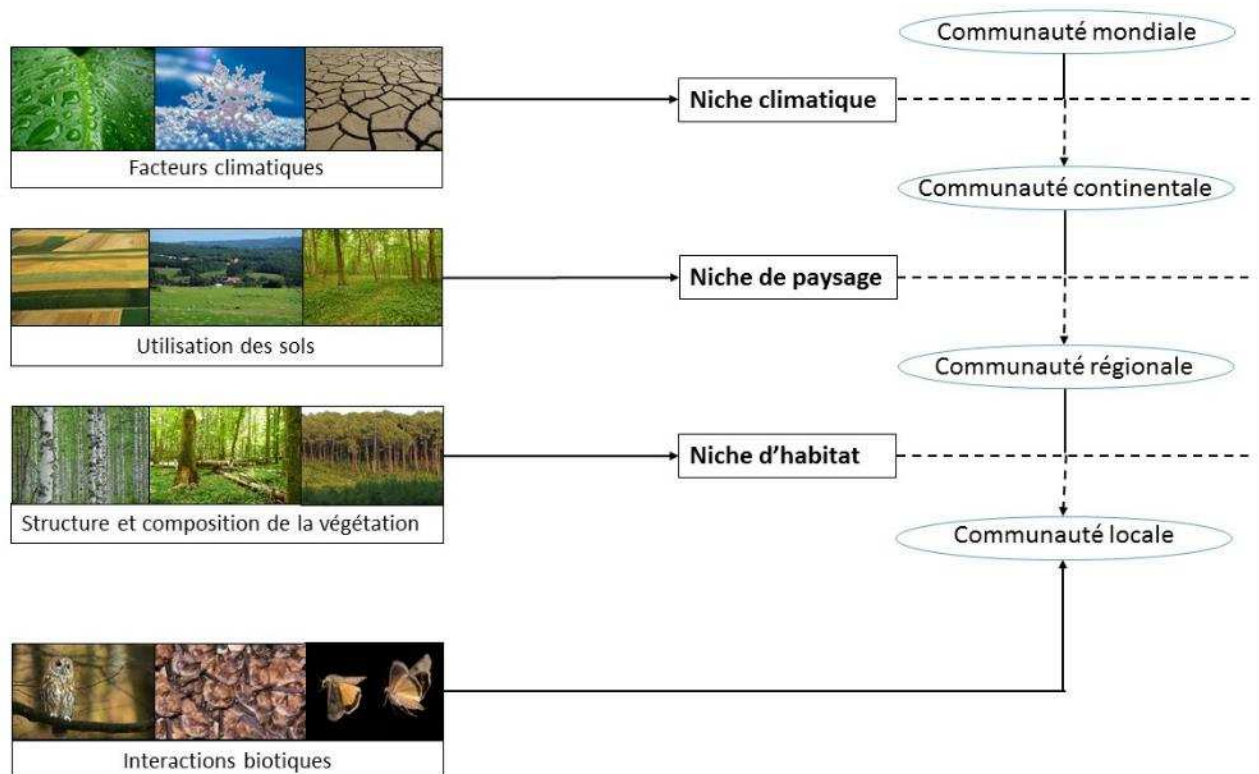 Communauté mondiale
Niche climatique
Facteurs climatiques
Communauté continentale
Niche de paysage
Utilisation des sols
Communauté régionale
Niche d'habitat
Structure et composition de la végétation
Communauté locale
Interactions biotiques